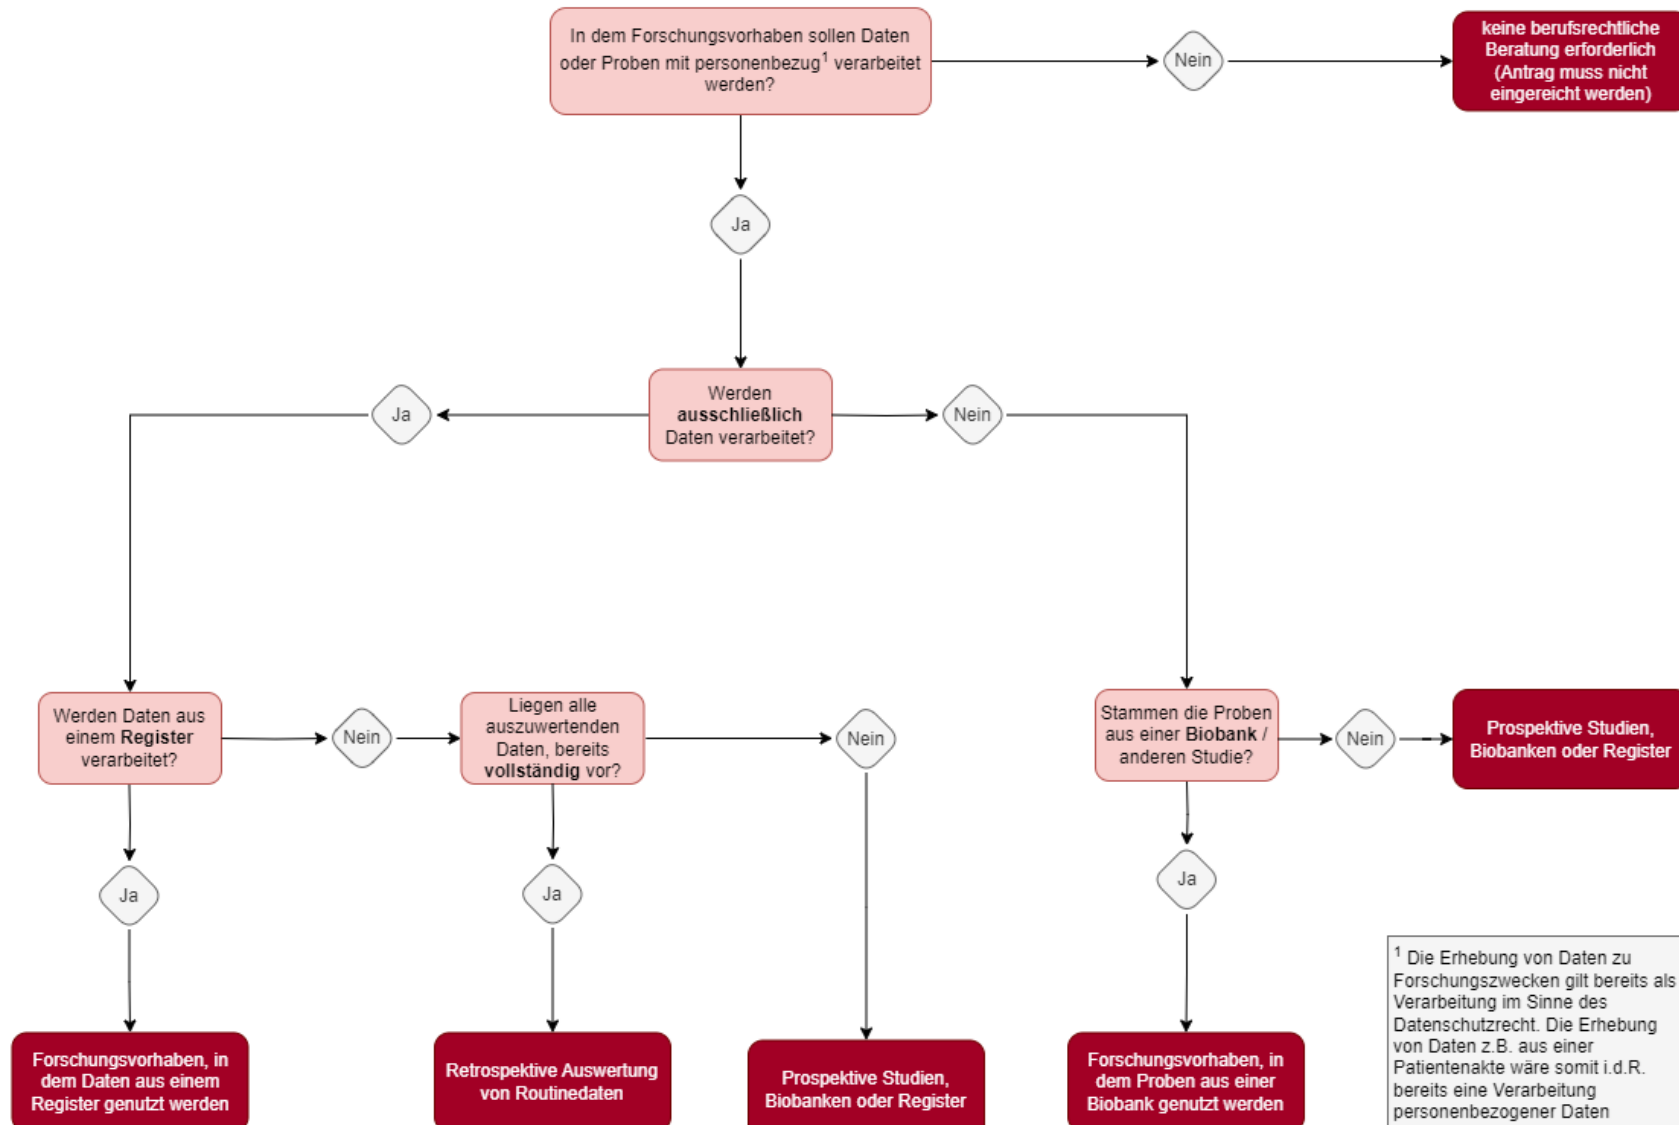 In dem Forschungsvorhaben sollen Daten
oder Proben mit personenbezug¹ verarbeitet
werden?
Nein
keine berufsrechtliche
Beratung erforderlich
(Antrag muss nicht
eingereicht werden)
Ja
Ja
Werden
ausschließlich
Daten verarbeitet?
Nein
Werden Daten aus
einem Register
verarbeitet?
Nein
Liegen alle
auszuwertenden
Daten, bereits
vollständig vor?
Nein
Stammen die Proben
aus einer Biobank /
anderen Studie?
Nein
Prospektive Studien,
Biobanken oder Register
Ja
Ja
Ja
Forschungsvorhaben, in
dem Daten aus einem
Register genutzt werden
Retrospektive Auswertung
von Routinedaten
Prospektive Studien,
Biobanken oder Register
Forschungsvorhaben, in
dem Proben aus einer
Biobank genutzt werden
¹ Die Erhebung von Daten zu
Forschungszwecken gilt bereits als
Verarbeitung im Sinne des
Datenschutzrecht. Die Erhebung
von Daten z.B. aus einer
Patientenakte wäre somit i.d.R.
bereits eine Verarbeitung
personenbezogener Daten